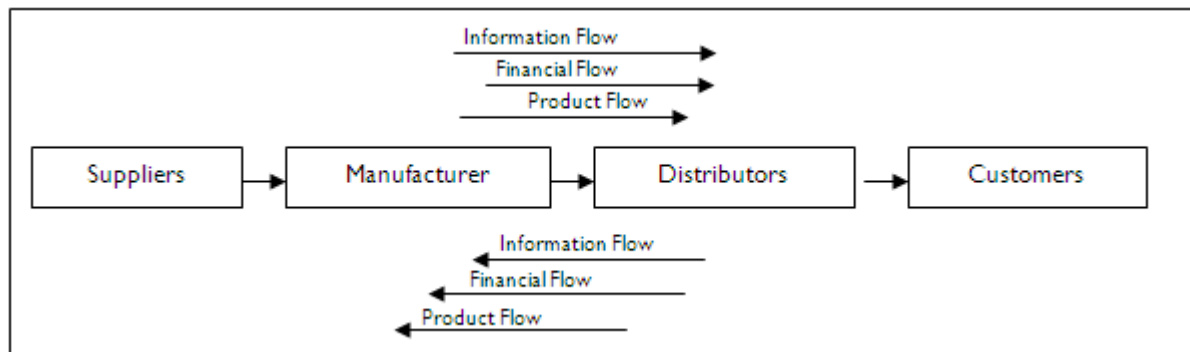 Information Flow
Financial Flow
Product Flow
Suppliers Manufacturer Distributors Customers
Information Flow
Financial Flow
Product Flow